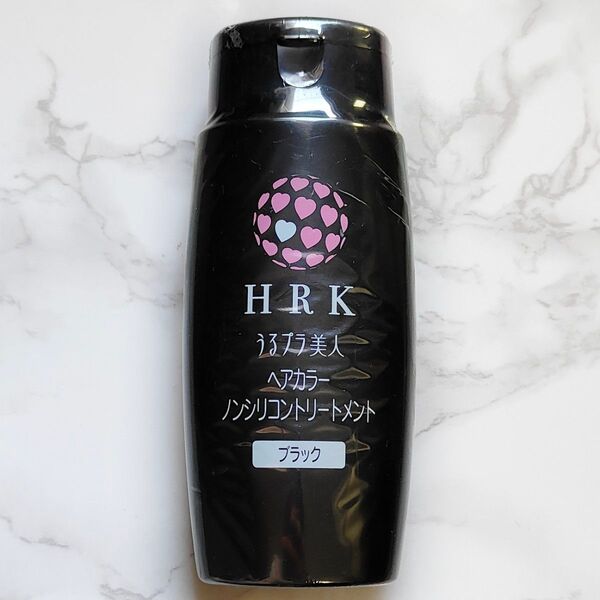 HRK
うるプラ美人
ヘアカラー
ノンシリコントリートメント
ブラック